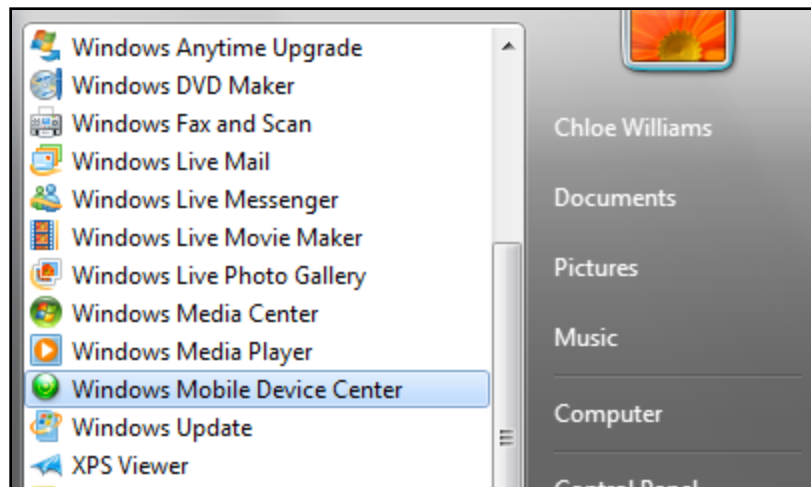 Windows Anytime Upgrade
Windows DVD Maker
Windows Fax and Scan
Windows Live Mail
Windows Live Messenger
Windows Live Movie Maker
Windows Live Photo Gallery
Windows Media Center
Windows Media Player
Windows Mobile Device Center
Windows Update
XPS Viewer
Chloe Williams
Documents
Pictures
Music
Computer
Control Panel